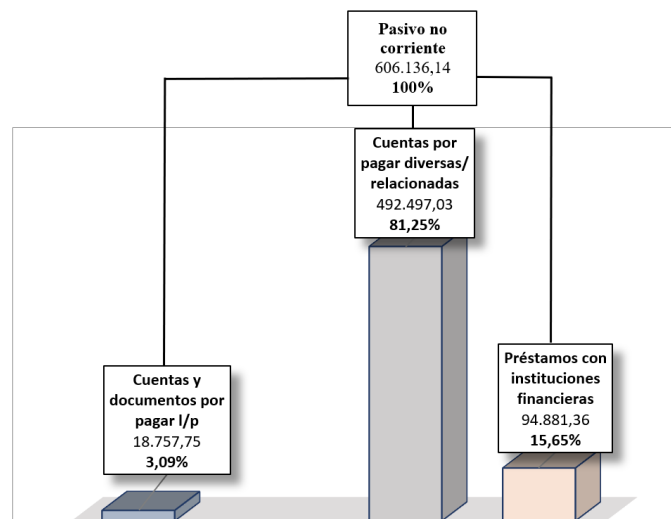 Pasivo no
corriente
606.136,14
100%
Cuentas por
pagar diversas/
relacionadas
492.497,03
81,25%
Cuentas y
documentos por
pagar l/p
18.757,75
3,09%
Préstamos con
instituciones
financieras
94.881,36
15,65%